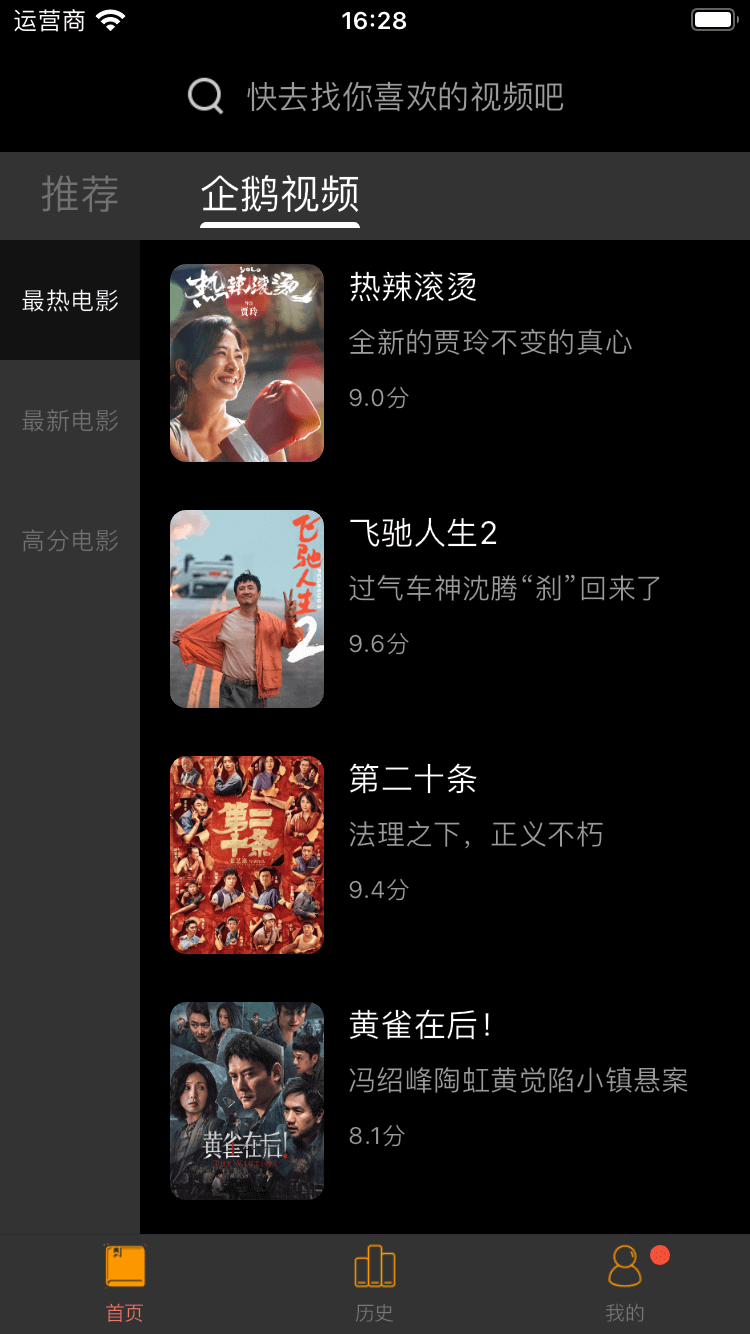 运营商
16:28
快去找你喜欢的视频吧
推荐
企鹅视频
最热电影
最新电影
高分电影
YOLO
热辣滚烫
贾玲
热辣滚烫
全新的贾玲不变的真心
9.0分
飞驰人生2
飞驰人生2
过气车神沈腾“刹”回来了
9.6分
第二十条
第二十条
法理之下，正义不朽
9.4分
黄雀在后!
黄雀在后！
冯绍峰陶虹黄觉陷小镇悬案
8.1分
首页
历史
我的